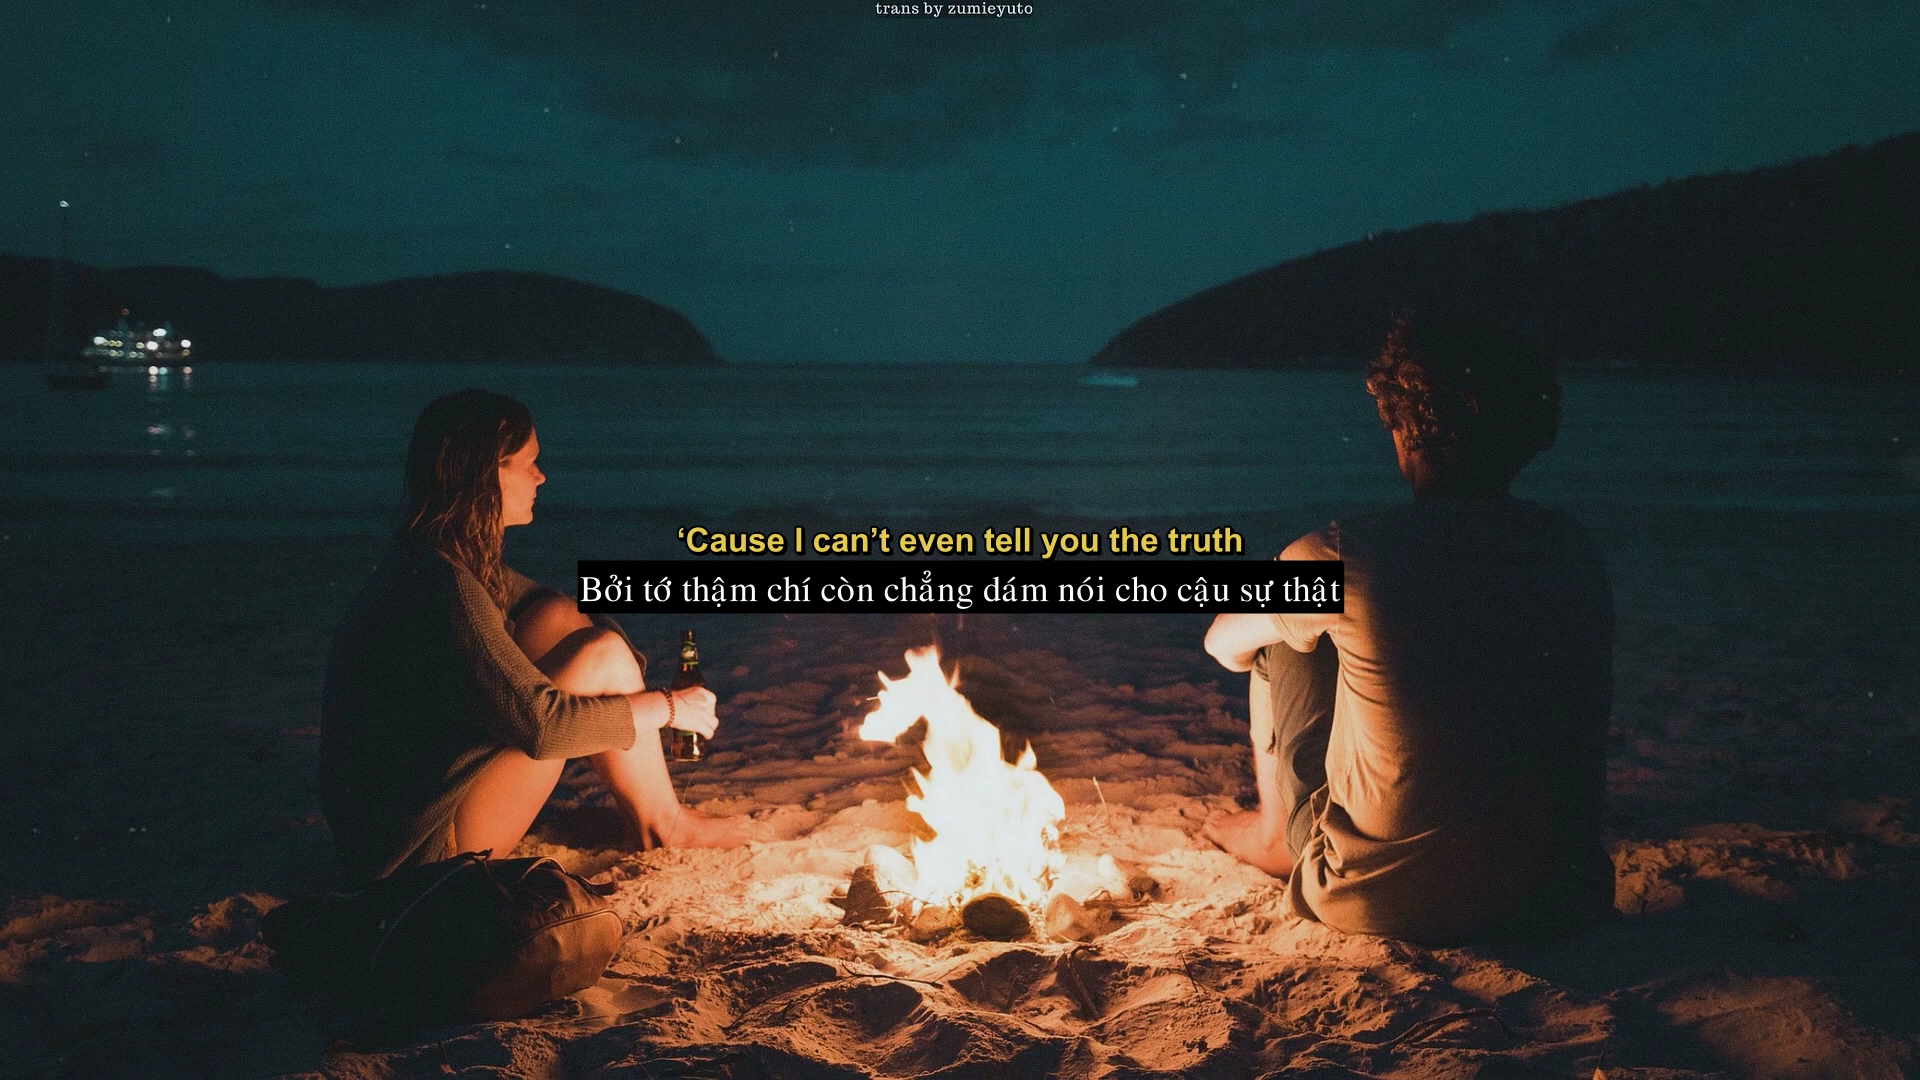 trans by zumieyuto
‘Cause I can’t even tell you the truth
Bởi tớ thậm chí còn chẳng dám nói cho cậu sự thật